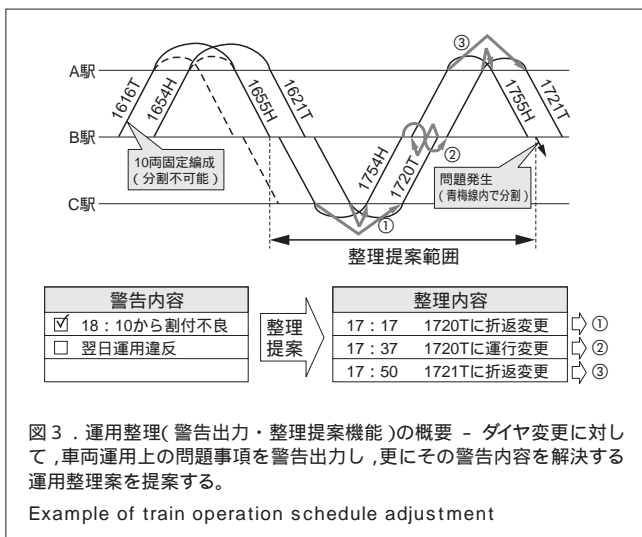 ③
A駅
1616T
1654H
1655H
1621T
1755H
1721T
B駅
1754H
1720T
②
10両固定編成
(分割不可能)
問題発生
(青梅線内で分割)
C駅
①
整理提案範囲
警告内容
☑ 18:10から割付不良
□ 翌日運用違反
整理
提案
整理内容
17:17 1720Tに折返変更 ①
17:37 1720Tに運行変更 ②
17:50 1721Tに折返変更 ③
図3.運用整理(警告出力・整理提案機能)の概要 - ダイヤ変更に対し
て,車両運用上の問題事項を警告出力し,更にその警告内容を解決する
運用整理案を提案する。
Example of train operation schedule adjustment